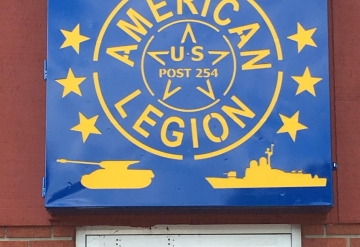 AMERICAN
U S
POST 254
LEGION